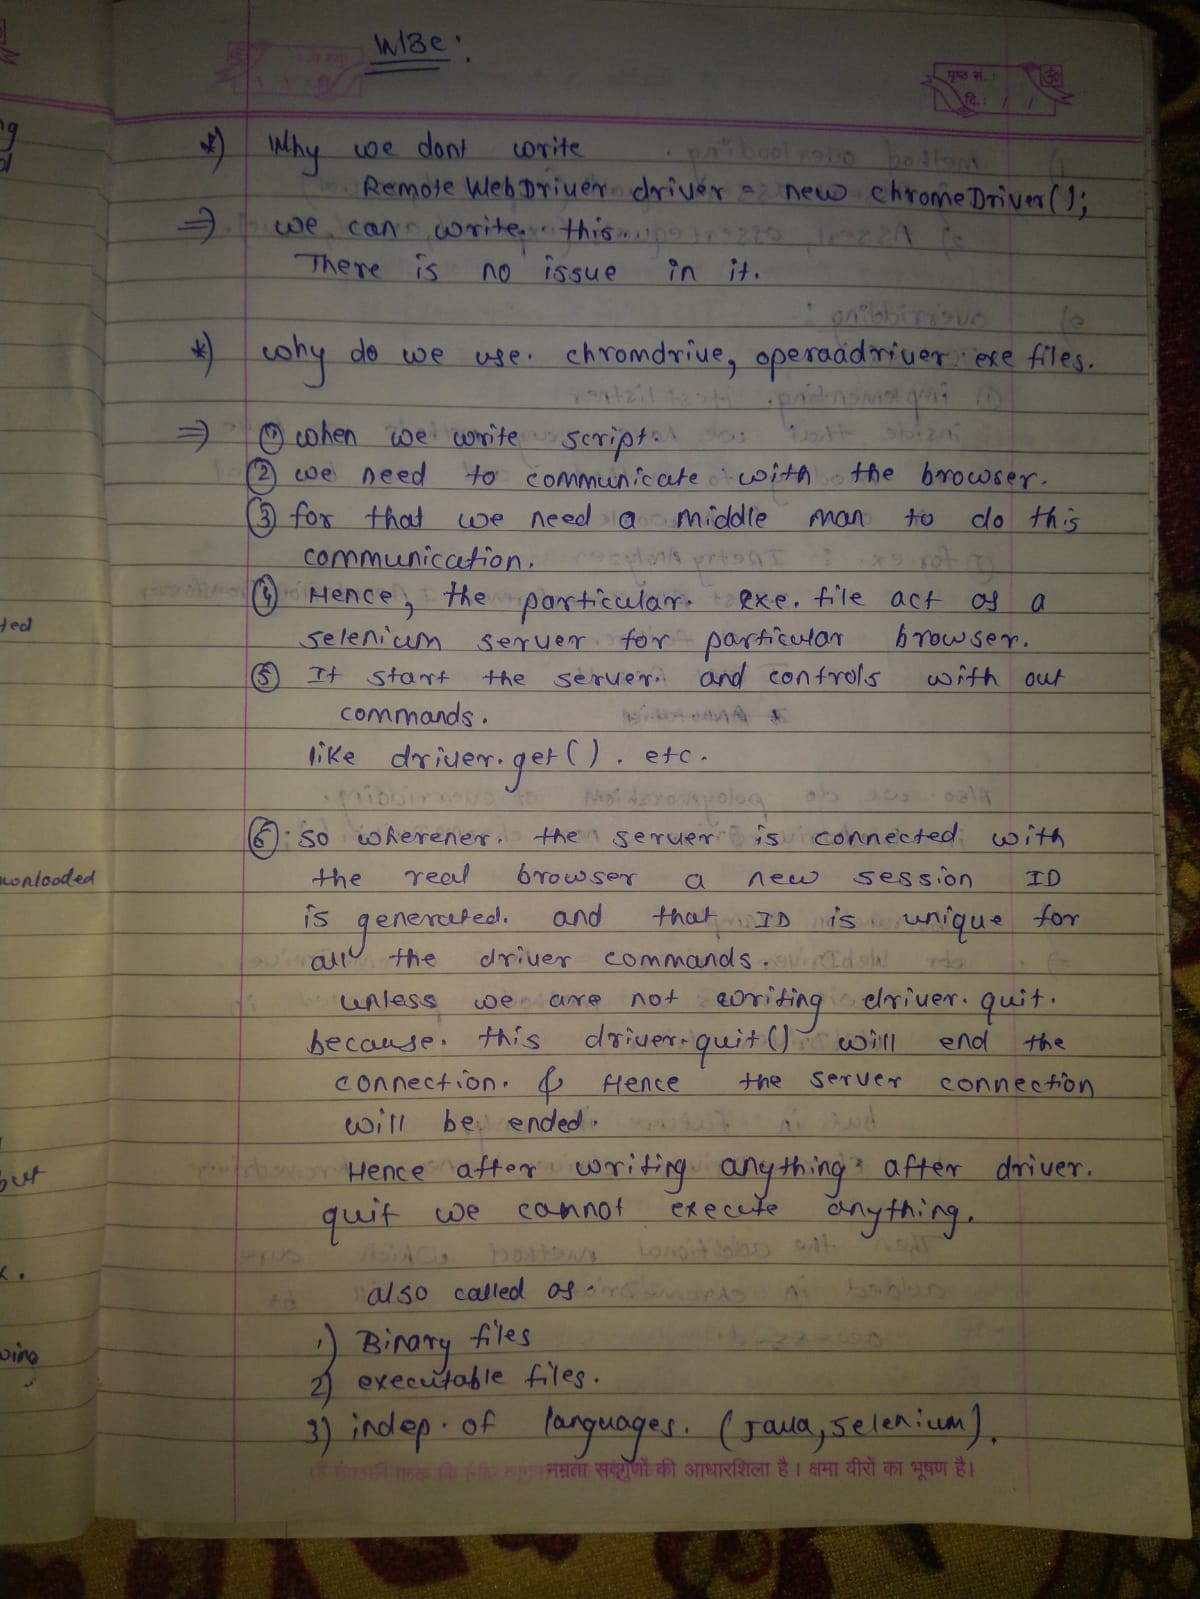 W3c:
पृष्ठ सं.:
दि.: / /
*) Why we dont write
Remote WebDriver driver = new chromeDriver();
=> we can write this.
There is no issue in it.
*) why do we use. chromdrive, operaadriver exe files.
=> ① when we write script.
② we need to communicate with the browser.
③ for that we need a middle man to do this
communication.
④ Hence, the particular. exe. file act as a
selenium server for particular browser.
⑤ It start the server. and controls with out
commands.
like driver.get(). etc.
⑥ : so wherener. the server is connected with
the real browser a new session ID
is generated. and that ID is unique for
all the driver commands.
unless we are not writing driver. quit.
because. this driver.quit() will end the
connection. & Hence the server connection
will be ended.
Hence after writing anything after driver.
quit we cannot execute anything.
also called as.
1) Binary files
2) executable files.
3) indep. of languages. (Java, selenium).
नम्रता सद्गुणों की आधारशिला है। क्षमा वीरों का भूषण है।
ted
wonloaded
but